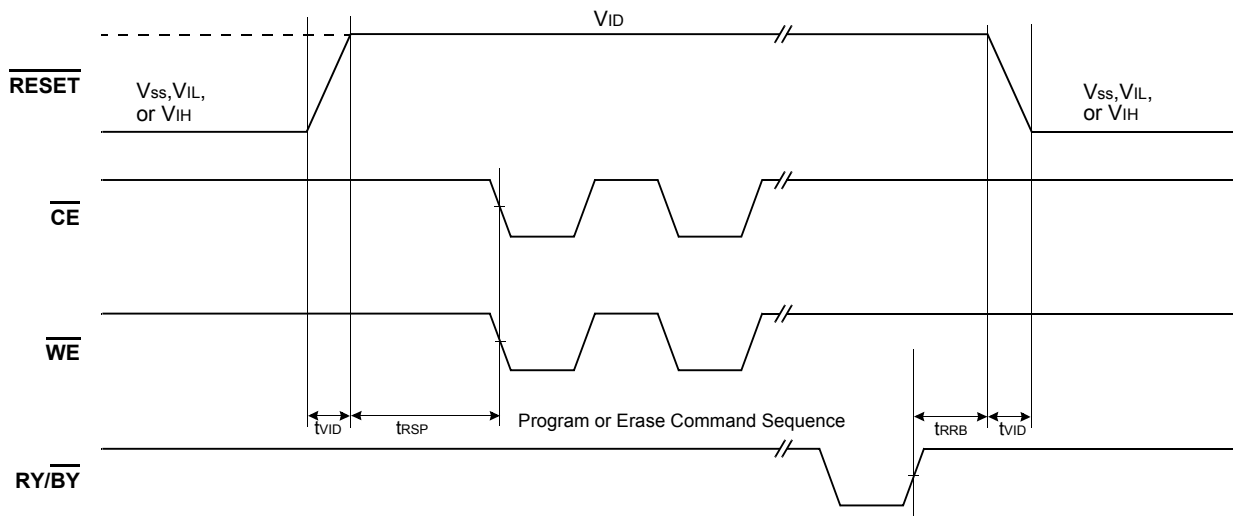 VID
RESET
Vss,VIL,
or VIH
Vss,VIL,
or VIH
CE
WE
tVID
tRSP
Program or Erase Command Sequence
tRRB
tVID
RY/BY